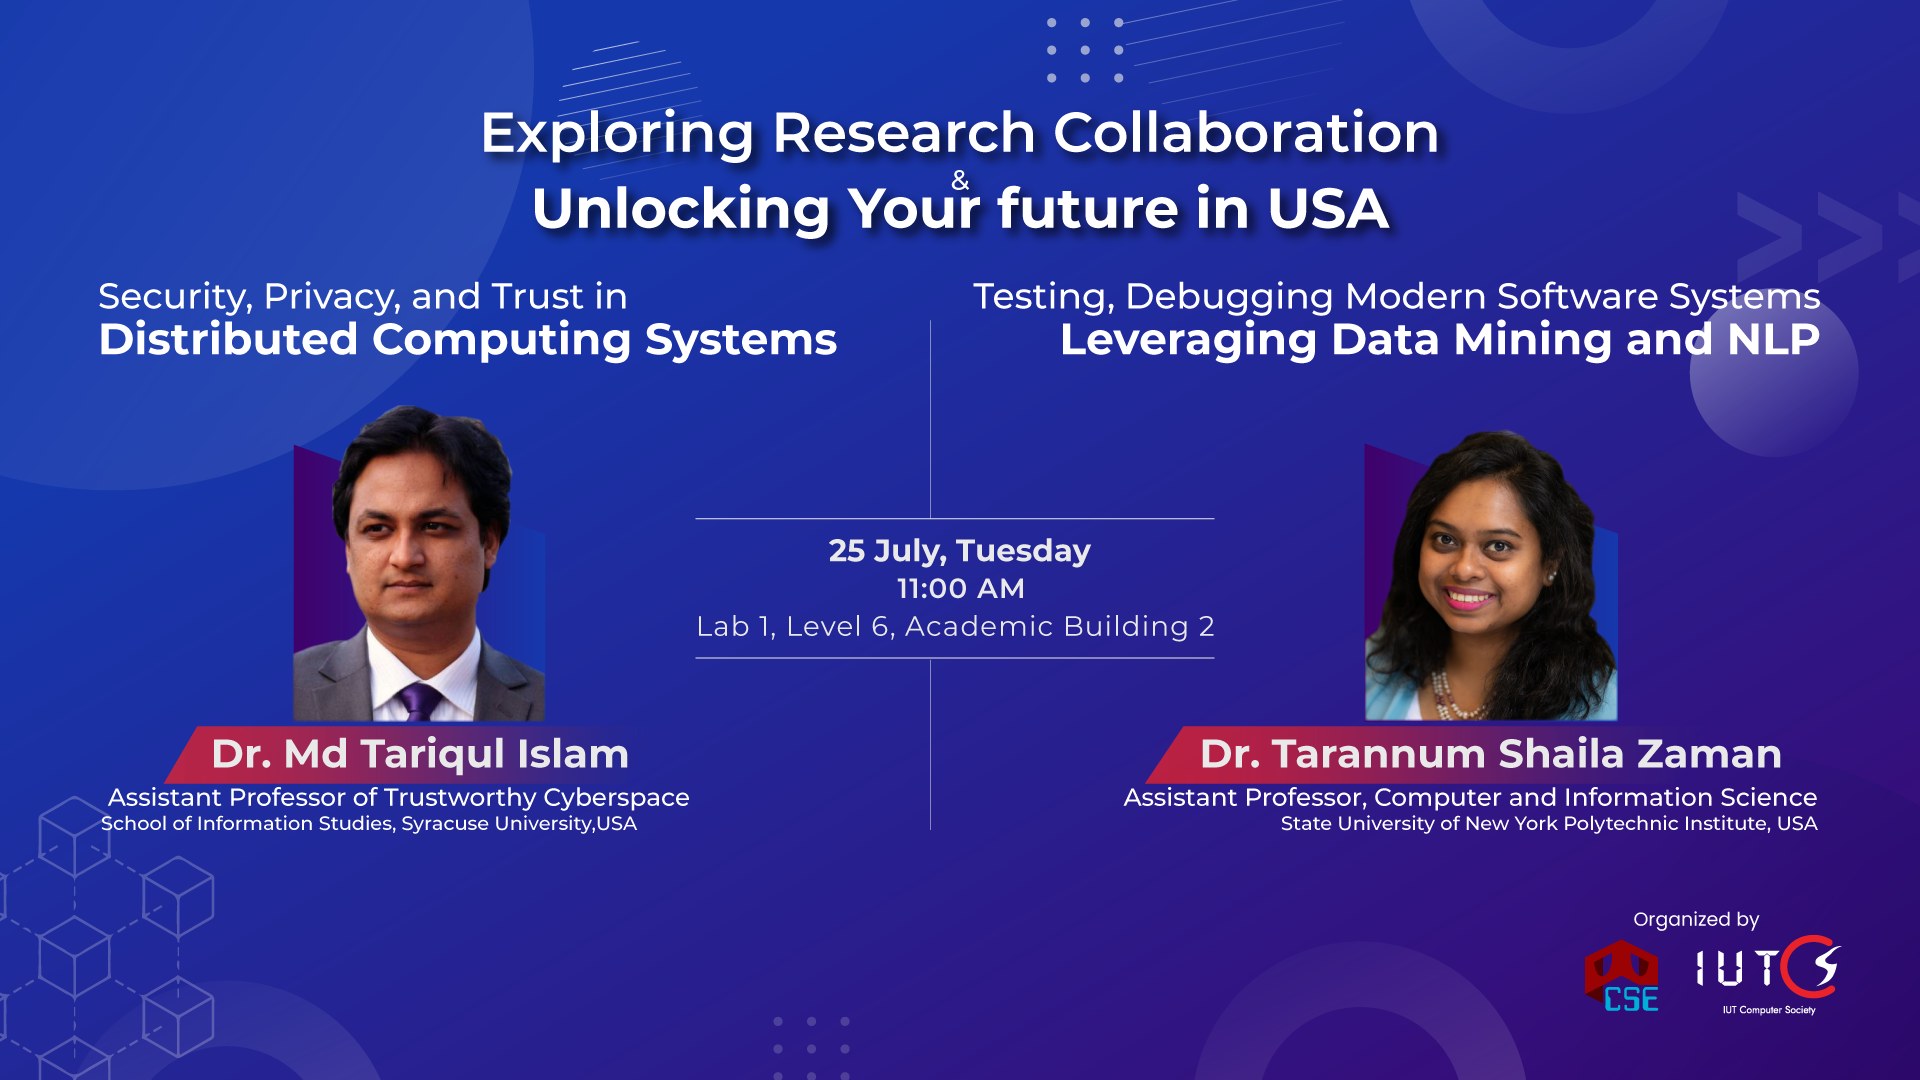 Exploring Research Collaboration
&
Unlocking Your future in USA
Security, Privacy, and Trust in
Distributed Computing Systems
Testing, Debugging Modern Software Systems
Leveraging Data Mining and NLP
25 July, Tuesday
11:00 AM
Lab 1, Level 6, Academic Building 2
Dr. Md Tariqul Islam
Assistant Professor of Trustworthy Cyberspace
School of Information Studies, Syracuse University,USA
Dr. Tarannum Shaila Zaman
Assistant Professor, Computer and Information Science
State University of New York Polytechnic Institute, USA
Organized by
CSE
IUTCS
IUT Computer Society